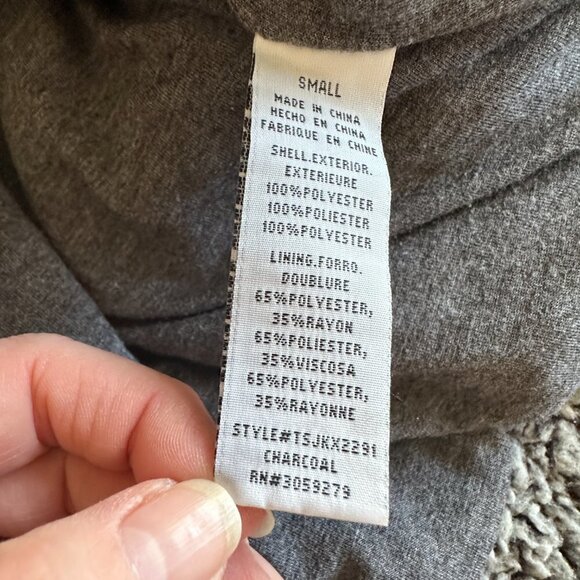 SMALL
MADE IN CHINA
HECHO EN CHINA
FABRIQUE EN CHINE
SHELL.EXTERIOR.
EXTERIEURE
100%POLYESTER
100%POLIESTER
100%POLYESTER
LINING.FORRO.
DOUBLURE
65%POLYESTER,
35%RAYON
65%POLIESTER,
35%VISCOSA
65%POLYESTER,
35%RAYONNE
STYLE#TSJKX2291
CHARCOAL
RN#3059279